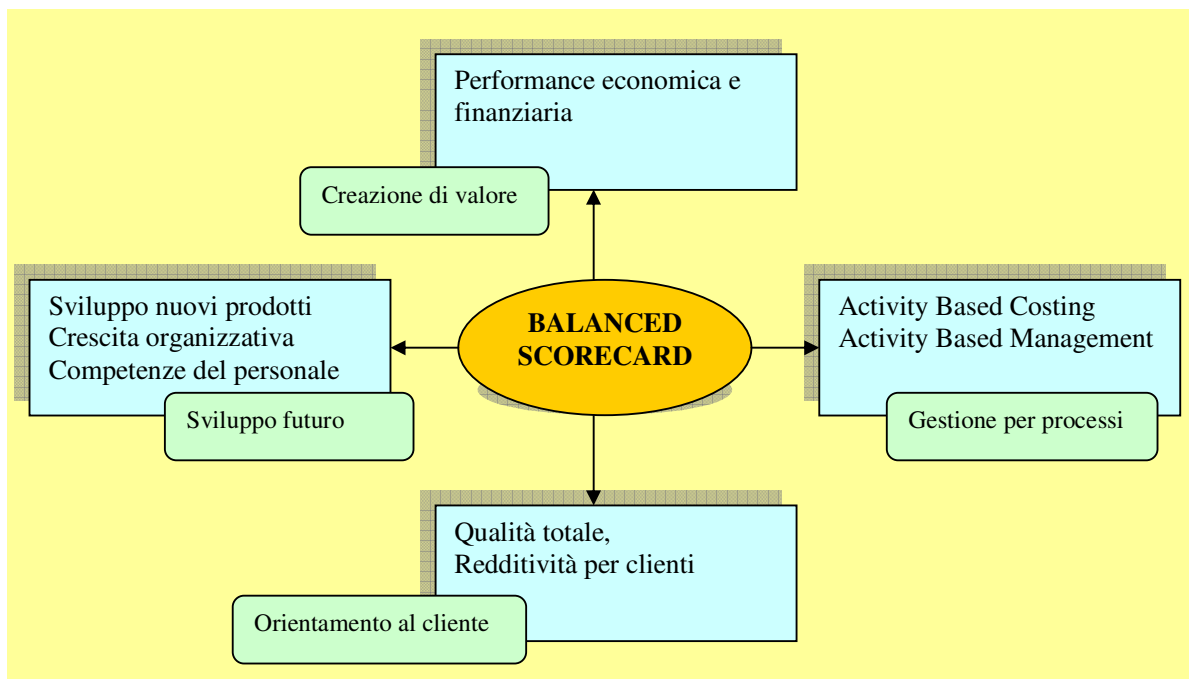 Performance economica e
finanziaria
Creazione di valore
Sviluppo nuovi prodotti
Crescita organizzativa
Competenze del personale
Sviluppo futuro
BALANCED
SCORECARD
Activity Based Costing
Activity Based Management
Gestione per processi
Qualità totale,
Redditività per clienti
Orientamento al cliente